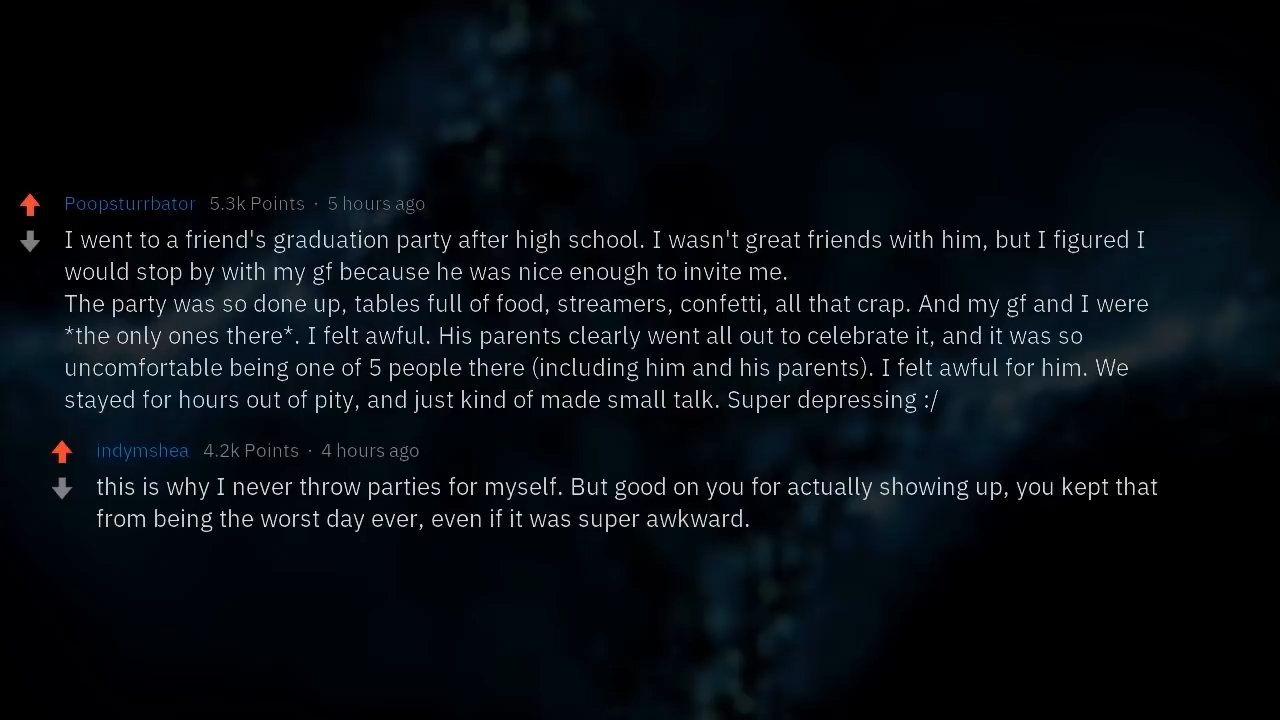 Poopsturrbator 5.3k Points · 5 hours ago
I went to a friend's graduation party after high school. I wasn't great friends with him, but I figured I
would stop by with my gf because he was nice enough to invite me.
The party was so done up, tables full of food, streamers, confetti, all that crap. And my gf and I were
*the only ones there*. I felt awful. His parents clearly went all out to celebrate it, and it was so
uncomfortable being one of 5 people there (including him and his parents). I felt awful for him. We
stayed for hours out of pity, and just kind of made small talk. Super depressing :/
indymshea 4.2k Points · 4 hours ago
this is why I never throw parties for myself. But good on you for actually showing up, you kept that
from being the worst day ever, even if it was super awkward.